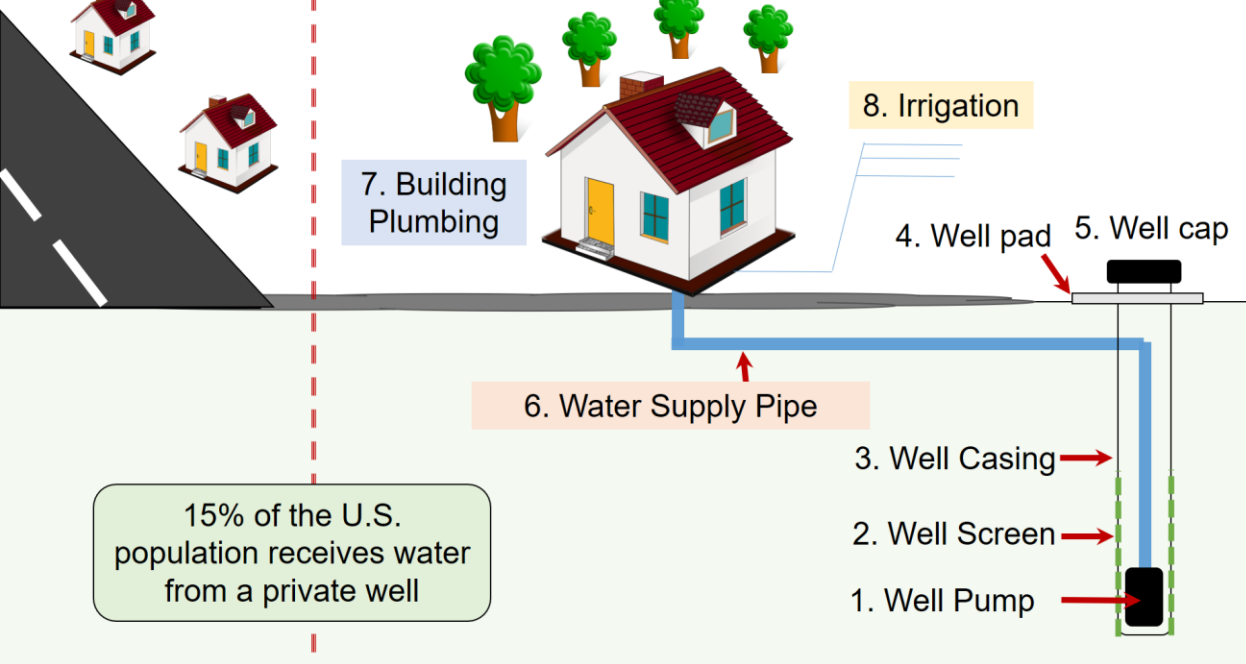 8. Irrigation
7. Building
Plumbing
4. Well pad
5. Well cap
6. Water Supply Pipe
3. Well Casing
15% of the U.S.
population receives water
from a private well
2. Well Screen
1. Well Pump